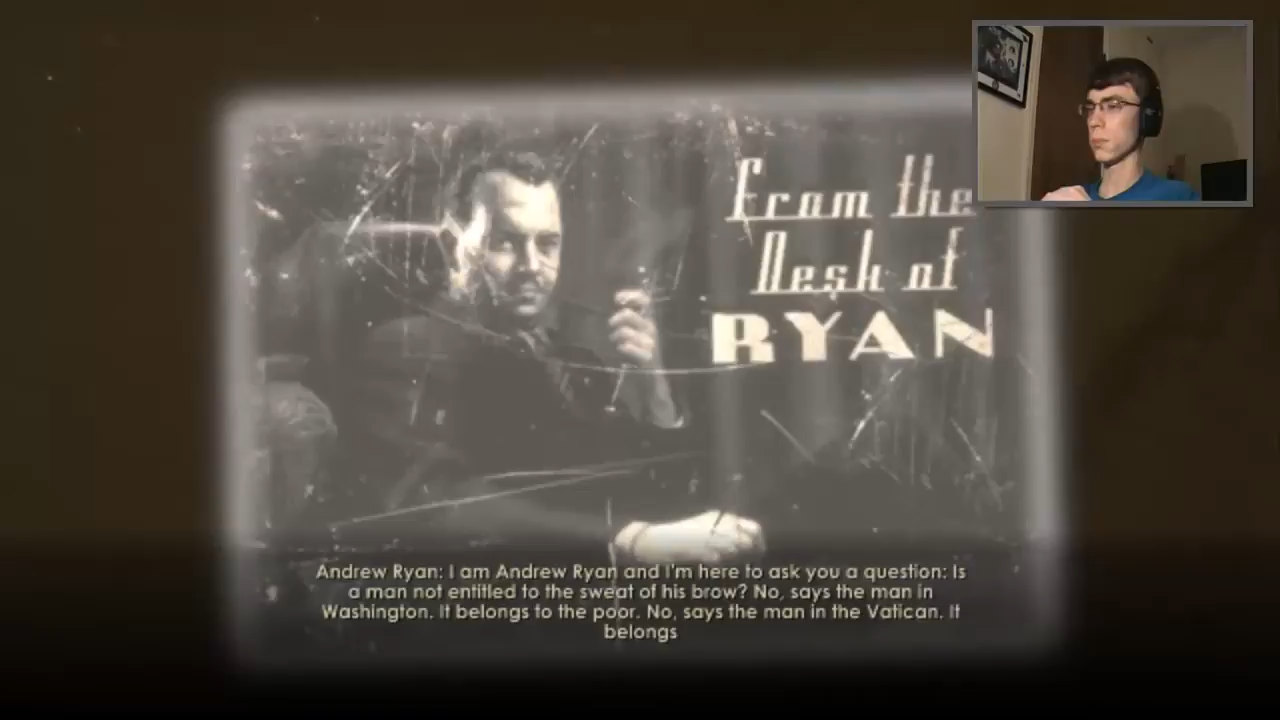 From the
Desk of
RYAN
Andrew Ryan: I am Andrew Ryan and I'm here to ask you a question: Is
a man not entitled to the sweat of his brow? No, says the man in
Washington. It belongs to the poor. No, says the man in the Vatican. It
belongs